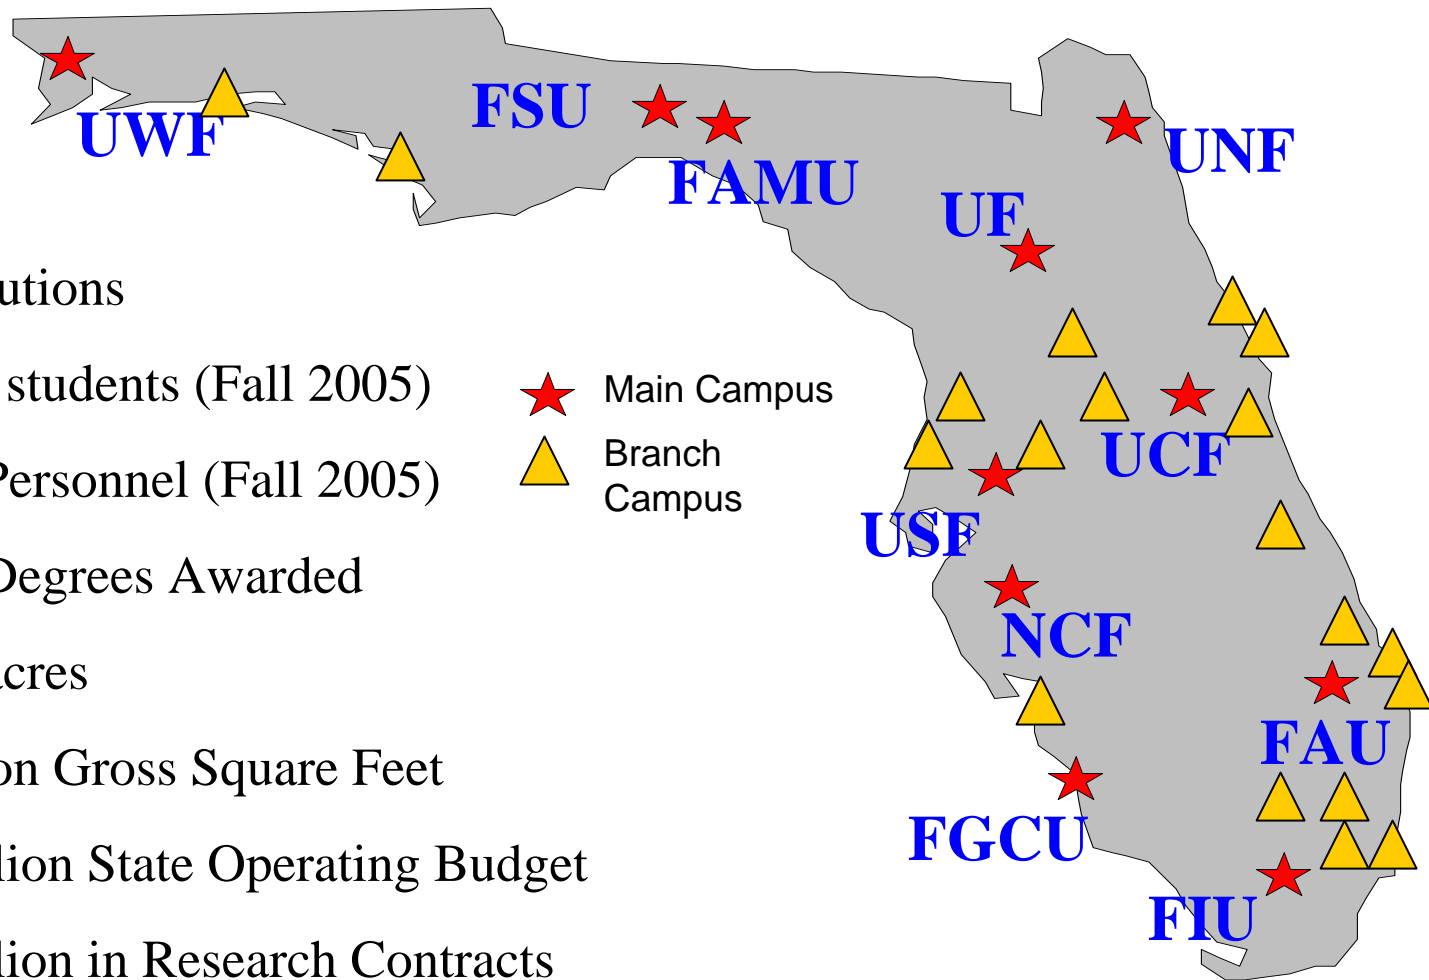 FSU
UWF
UNF
FAMU
UF
utions
students (Fall 2005)
Main Campus
Branch
Campus
UCF
Personnel (Fall 2005)
USF
Degrees Awarded
NCF
acres
FAU
on Gross Square Feet
FGCU
lion State Operating Budget
FIU
lion in Research Contracts